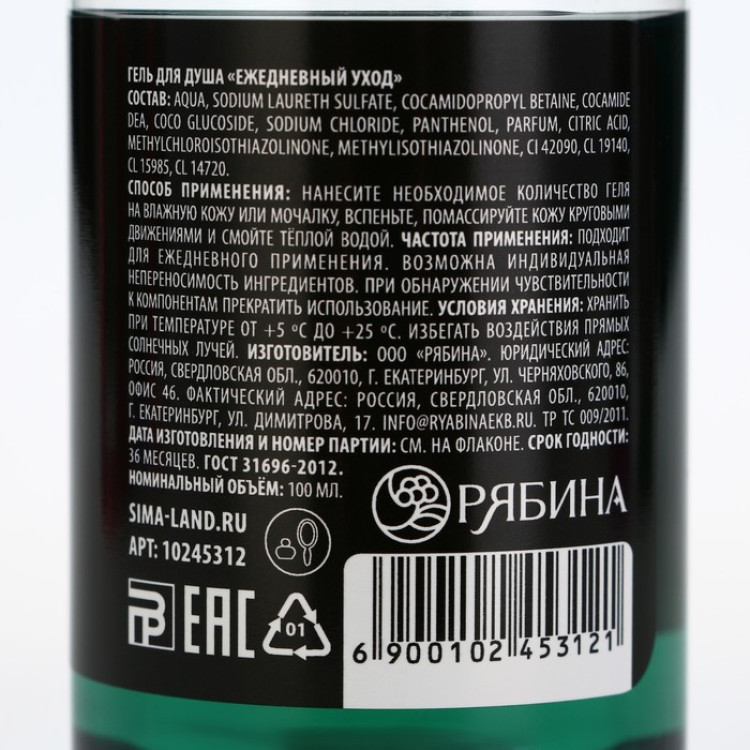 ГЕЛЬ ДЛЯ ДУША «ЕЖЕДНЕВНЫЙ УХОД»
СОСТАВ: AQUA, SODIUM LAURETH SULFATE, COCAMIDOPROPYL BETAINE, COCAMIDE
DEA, COCO GLUCOSIDE, SODIUM CHLORIDE, PANTHENOL, PARFUM, CITRIC ACID,
METHYLCHLOROISOTHIAZOLINONE, METHYLISOTHIAZOLINONE, CI 42090, CL 19140,
CL 15985, CL 14720.
СПОСОБ ПРИМЕНЕНИЯ: НАНЕСИТЕ НЕОБХОДИМОЕ КОЛИЧЕСТВО ГЕЛЯ
НА ВЛАЖНУЮ КОЖУ ИЛИ МОЧАЛКУ, ВСПЕНЬТЕ, ПОМАССИРУЙТЕ КОЖУ КРУГОВЫМИ
ДВИЖЕНИЯМИ И СМОЙТЕ ТЁПЛОЙ ВОДОЙ. ЧАСТОТА ПРИМЕНЕНИЯ: ПОДХОДИТ
ДЛЯ ЕЖЕДНЕВНОГО ПРИМЕНЕНИЯ. ВОЗМОЖНА ИНДИВИДУАЛЬНАЯ
НЕПЕРЕНОСИМОСТЬ ИНГРЕДИЕНТОВ. ПРИ ОБНАРУЖЕНИИ ЧУВСТВИТЕЛЬНОСТИ
К КОМПОНЕНТАМ ПРЕКРАТИТЬ ИСПОЛЬЗОВАНИЕ. УСЛОВИЯ ХРАНЕНИЯ: ХРАНИТЬ
ПРИ ТЕМПЕРАТУРЕ ОТ +5 ºС ДО +25 ºС. ИЗБЕГАТЬ ВОЗДЕЙСТВИЯ ПРЯМЫХ
СОЛНЕЧНЫХ ЛУЧЕЙ. ИЗГОТОВИТЕЛЬ: ООО «РЯБИНА». ЮРИДИЧЕСКИЙ АДРЕС:
РОССИЯ, СВЕРДЛОВСКАЯ ОБЛ., 620010, Г. ЕКАТЕРИНБУРГ, УЛ. ЧЕРНЯХОВСКОГО, 86,
ОФИС 46. ФАКТИЧЕСКИЙ АДРЕС: РОССИЯ, СВЕРДЛОВСКАЯ ОБЛ., 620010,
Г. ЕКАТЕРИНБУРГ, УЛ. ДИМИТРОВА, 17. INFO@RYABINAEKB.RU. ТР ТС 009/2011.
ДАТА ИЗГОТОВЛЕНИЯ И НОМЕР ПАРТИИ: СМ. НА ФЛАКОНЕ. СРОК ГОДНОСТИ:
36 МЕСЯЦЕВ. ГОСТ 31696-2012.
НОМИНАЛЬНЫЙ ОБЪЁМ: 100 МЛ.
РЯБИНА
SIMA-LAND.RU
АРТ: 10245312
EAC
01
6 900102 453121